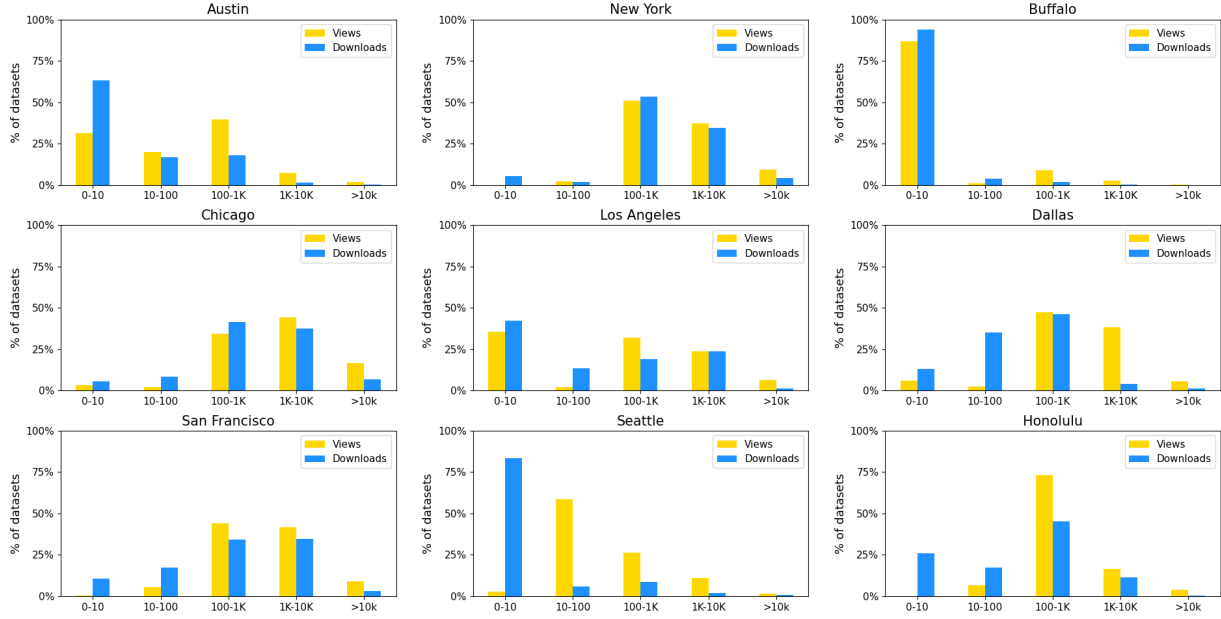 Austin
100%
75%
50%
25%
0%
% of datasets
Views
Downloads
0-10
10-100
100-1K
1K-10K
>10k
New York
100%
75%
50%
25%
0%
% of datasets
Views
Downloads
0-10
10-100
100-1K
1K-10K
>10k
Buffalo
100%
75%
50%
25%
0%
% of datasets
Views
Downloads
0-10
10-100
100-1K
1K-10K
>10k
Chicago
100%
75%
50%
25%
0%
% of datasets
Views
Downloads
0-10
10-100
100-1K
1K-10K
>10k
Los Angeles
100%
75%
50%
25%
0%
% of datasets
Views
Downloads
0-10
10-100
100-1K
1K-10K
>10k
Dallas
100%
75%
50%
25%
0%
% of datasets
Views
Downloads
0-10
10-100
100-1K
1K-10K
>10k
San Francisco
100%
75%
50%
25%
0%
% of datasets
Views
Downloads
0-10
10-100
100-1K
1K-10K
>10k
Seattle
100%
75%
50%
25%
0%
% of datasets
Views
Downloads
0-10
10-100
100-1K
1K-10K
>10k
Honolulu
100%
75%
50%
25%
0%
% of datasets
Views
Downloads
0-10
10-100
100-1K
1K-10K
>10k